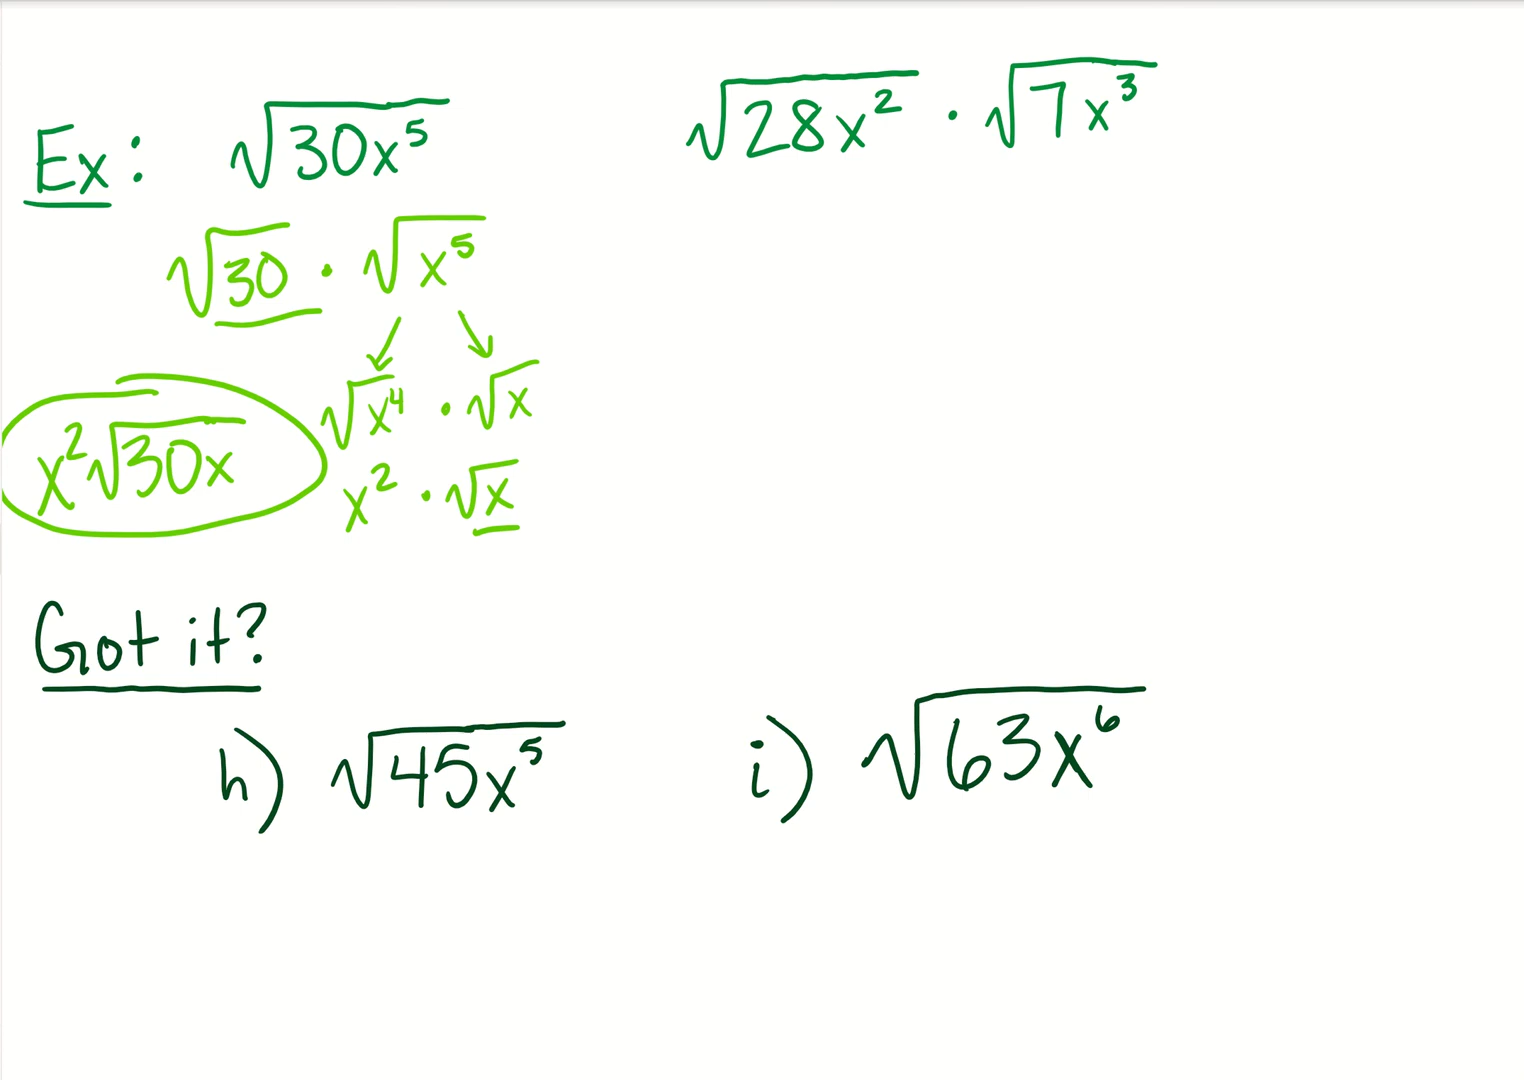 Ex: √30x⁵
√30 · √x⁵
√x⁴ · √x
x² · √x
x²√30x
√28x² · √7x³
Got it?
h) √45x⁵
i) √63x⁶